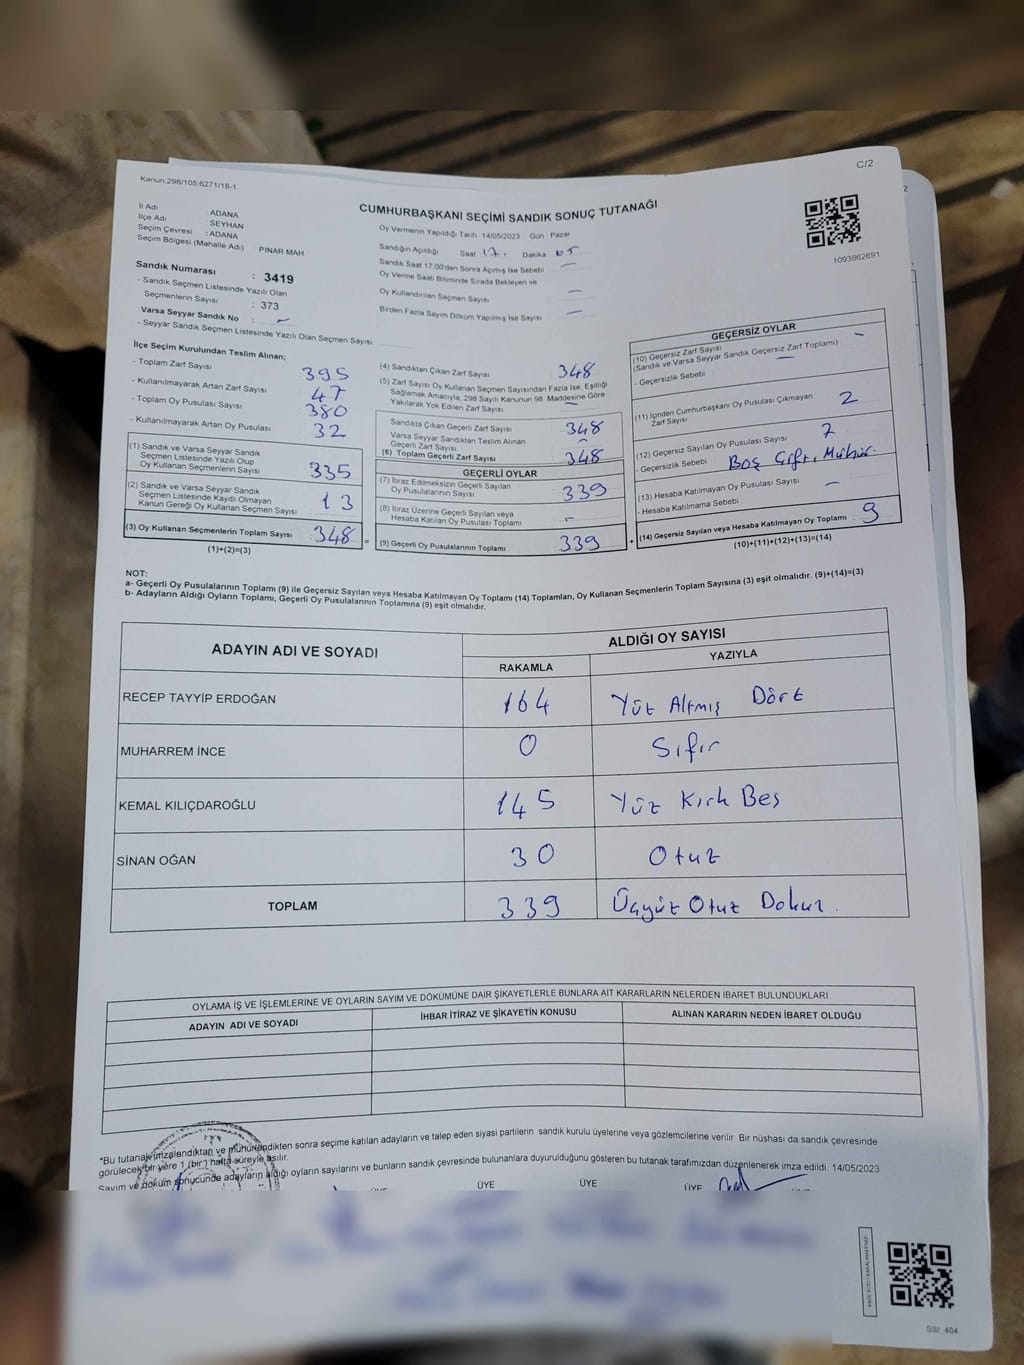 C/2
Kanun:298/105,6271/18-1
CUMHURBAŞKANI SEÇİMİ SANDIK SONUÇ TUTANAĞI
İl Adı : ADANA
İlçe Adı : SEYHAN
Seçim Çevresi : ADANA
Seçim Bölgesi (Mahalle Adı) : PINAR MAH
Sandık Numarası : 3419
- Sandık Seçmen Listesinde Yazılı Olan
Seçmenlerin Sayısı : 373
Varsa Seyyar Sandık No : -
- Seyyar Sandık Seçmen Listesinde Yazılı Olan Seçmen Sayısı:
Oy Vermenin Yapıldığı Tarih :14/05/2023 Gün : Pazar
Sandığın Açıldığı Saat 17. Dakika 05
Sandık Saat 17.00'den Sonra Açımış İse Sebebi -
Oy Verme Saati Bitiminde Sırada Bekleyen ve
Oy Kullandırılan Seçmen Sayısı -
Birden Fazla Sayım Döküm Yapılmış İse Sayısı -
1093862691
İlçe Seçim Kurulundan Teslim Alınan;
- Toplam Zarf Sayısı 395
- Kullanılmayarak Artan Zarf Sayısı 47
- Toplam Oy Pusulası Sayısı 380
- Kullanılmayarak Artan Oy Pusulası 32
(1) Sandık ve Varsa Seyyar Sandık
Seçmen Listesinde Yazılı Olup
Oy Kullanan Seçmenlerin Sayısı 335
(2) Sandık ve Varsa Seyyar Sandık
Seçmen Listesinde Kayıtlı Olmayan
Kanun Gereği Oy Kullanan Seçmen Sayısı 13
(3) Oy Kullanan Seçmenlerin Toplam Sayısı 348 =
(1)+(2)=(3)
(4) Sandıktan Çıkan Zarf Sayısı 348
(5) Zarf Sayısı Oy Kullanan Seçmen Sayısından Fazla İse, Eşitliği
Sağlamak Amacıyla, 298 Sayılı Kanunun 98. Maddesine Göre
Yakılarak Yok Edilen Zarf Sayısı -
Sandıkta Çıkan Geçerli Zarf Sayısı 348
Varsa Seyyar Sandıktan Teslim Alınan
Geçerli Zarf Sayısı -
(6) Toplam Geçerli Zarf Sayısı 348
GEÇERLİ OYLAR
(7) İtiraz Edilmeksizin Geçerli Sayılan
Oy Pusulalarının Sayısı 339
(8) İtiraz Üzerine Geçerli Sayılan veya
Hesaba Katılan Oy Pusulası Toplamı -
(9) Geçerli Oy Pusulalarının Toplamı 339 +
GEÇERSİZ OYLAR
(10) Geçersiz Zarf Sayısı -
(Sandık ve Varsa Seyyar Sandık Geçersiz Zarf Toplamı)
- Geçersizlik Sebebi -
(11) İçinden Cumhurbaşkanı Oy Pusulası Çıkmayan
Zarf Sayısı 2
(12) Geçersiz Sayılan Oy Pusulası Sayısı 7
- Geçersizlik Sebebi Boş Çift, Mühür.
(13) Hesaba Katılmayan Oy Pusulası Sayısı -
- Hesaba Katılmama Sebebi :
(14) Geçersiz Sayılan veya Hesaba Katılmayan Oy Toplamı : 9
(10)+(11)+(12)+(13)=(14)
NOT:
a- Geçerli Oy Pusulalarının Toplamı (9) ile Geçersiz Sayılan veya Hesaba Katılmayan Oy Toplamı (14) Toplamları, Oy Kullanan Seçmenlerin Toplam Sayısına (3) eşit olmalıdır. (9)+(14)=(3)
b- Adayların Aldığı Oyların Toplamı, Geçerli Oy Pusulalarının Toplamına (9) eşit olmalıdır.
ADAYIN ADI VE SOYADI ALDIĞI OY SAYISI
RAKAMLA YAZIYLA
RECEP TAYYİP ERDOĞAN 164 Yüz Altmış Dört
MUHARREM İNCE 0 Sıfır
KEMAL KILIÇDAROĞLU 145 Yüz Kırk Beş
SİNAN OĞAN 30 Otuz
TOPLAM 339 Üçyüz Otuz Dokuz.
OYLAMA İŞ VE İŞLEMLERİNE VE OYLARIN SAYIM VE DÖKÜMÜNE DAİR ŞİKAYETLERLE BUNLARA AİT KARARLARIN NELERDEN İBARET BULUNDUKLARI
ADAYIN ADI VE SOYADI İHBAR İTİRAZ VE ŞİKAYETİN KONUSU ALINAN KARARIN NEDEN İBARET OLDUĞU
*Bu tutanak imzalandıktan ve mühürlendikten sonra seçime katılan adayların ve talep eden siyasi partilerin sandık kurulu üyelerine veya gözlemcilerine verilir. Bir nüshası da sandık çevresinde
görülecek bir yere 1 (bir) hafta süreyle asılır.
Sayım ve döküm sonucunda adayların aldığı oyların sayılarını ve bunların sandık çevresinde bulunanlara duyurulduğunu gösteren bu tutanak tarafımızdan düzenlenerek imza edildi. 14/05/2023
ÜYE ÜYE ÜYE ÜYE
SSİ 404